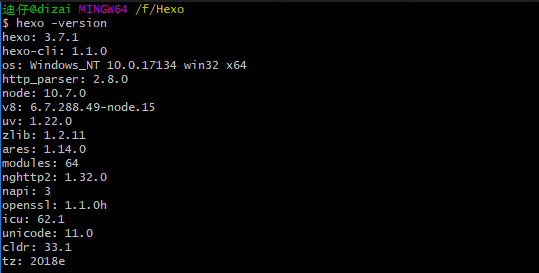 迪仔@dizai MINGW64 /f/Hexo
$ hexo -version
hexo: 3.7.1
hexo-cli: 1.1.0
os: Windows_NT 10.0.17134 win32 x64
http_parser: 2.8.0
node: 10.7.0
v8: 6.7.288.49-node.15
uv: 1.22.0
zlib: 1.2.11
ares: 1.14.0
modules: 64
nghttp2: 1.32.0
napi: 3
openssl: 1.1.0h
icu: 62.1
unicode: 11.0
cldr: 33.1
tz: 2018e